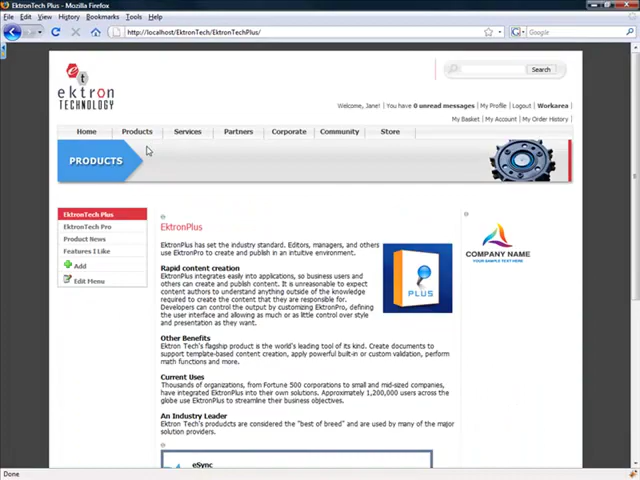 EktronTech Plus - Mozilla Firefox
File Edit View History Bookmarks Tools Help
http://localhost/EktronTech/EktronTechPlus/
Google
et
ektron
TECHNOLOGY
Search
Welcome, Jane! | You have 0 unread messages | My Profile | Logout | Workarea
My Basket | My Account | My Order History |
Home Products Services Partners Corporate Community Store
PRODUCTS
EktronTech Plus
EktronTech Pro
Product News
Features I Like
Add
Edit Menu
EktronPlus
EktronPlus has set the industry standard. Editors, managers, and others
use EktronPro to create and publish in an intuitive environment.
Rapid content creation
EktronPlus integrates easily into applications, so business users and
others can create and publish content. It is unreasonable to expect
content authors to understand anything outside of the knowledge
required to create the content that they are responsible for.
Developers can control the output by customizing EktronPro, defining
the user interface and allowing as much or as little control over style
and presentation as they want.
PLUS
Other Benefits
Ektron Tech's flagship product is the world's leading tool of its kind. Create documents to
support template-based content creation, apply powerful built-in or custom validation, perform
math functions and more.
Current Uses
Thousands of organizations, from Fortune 500 corporations to small and mid-sized companies,
have integrated EktronPlus into their own solutions. Approximately 1,200,000 users across the
globe use EktronPlus to streamline their business objectives.
An Industry Leader
Ektron Tech's products are considered the "best of breed" and are used by many of the major
solution providers.
eSync
COMPANY NAME
YOUR SAMPLE TEXT HERE
Done